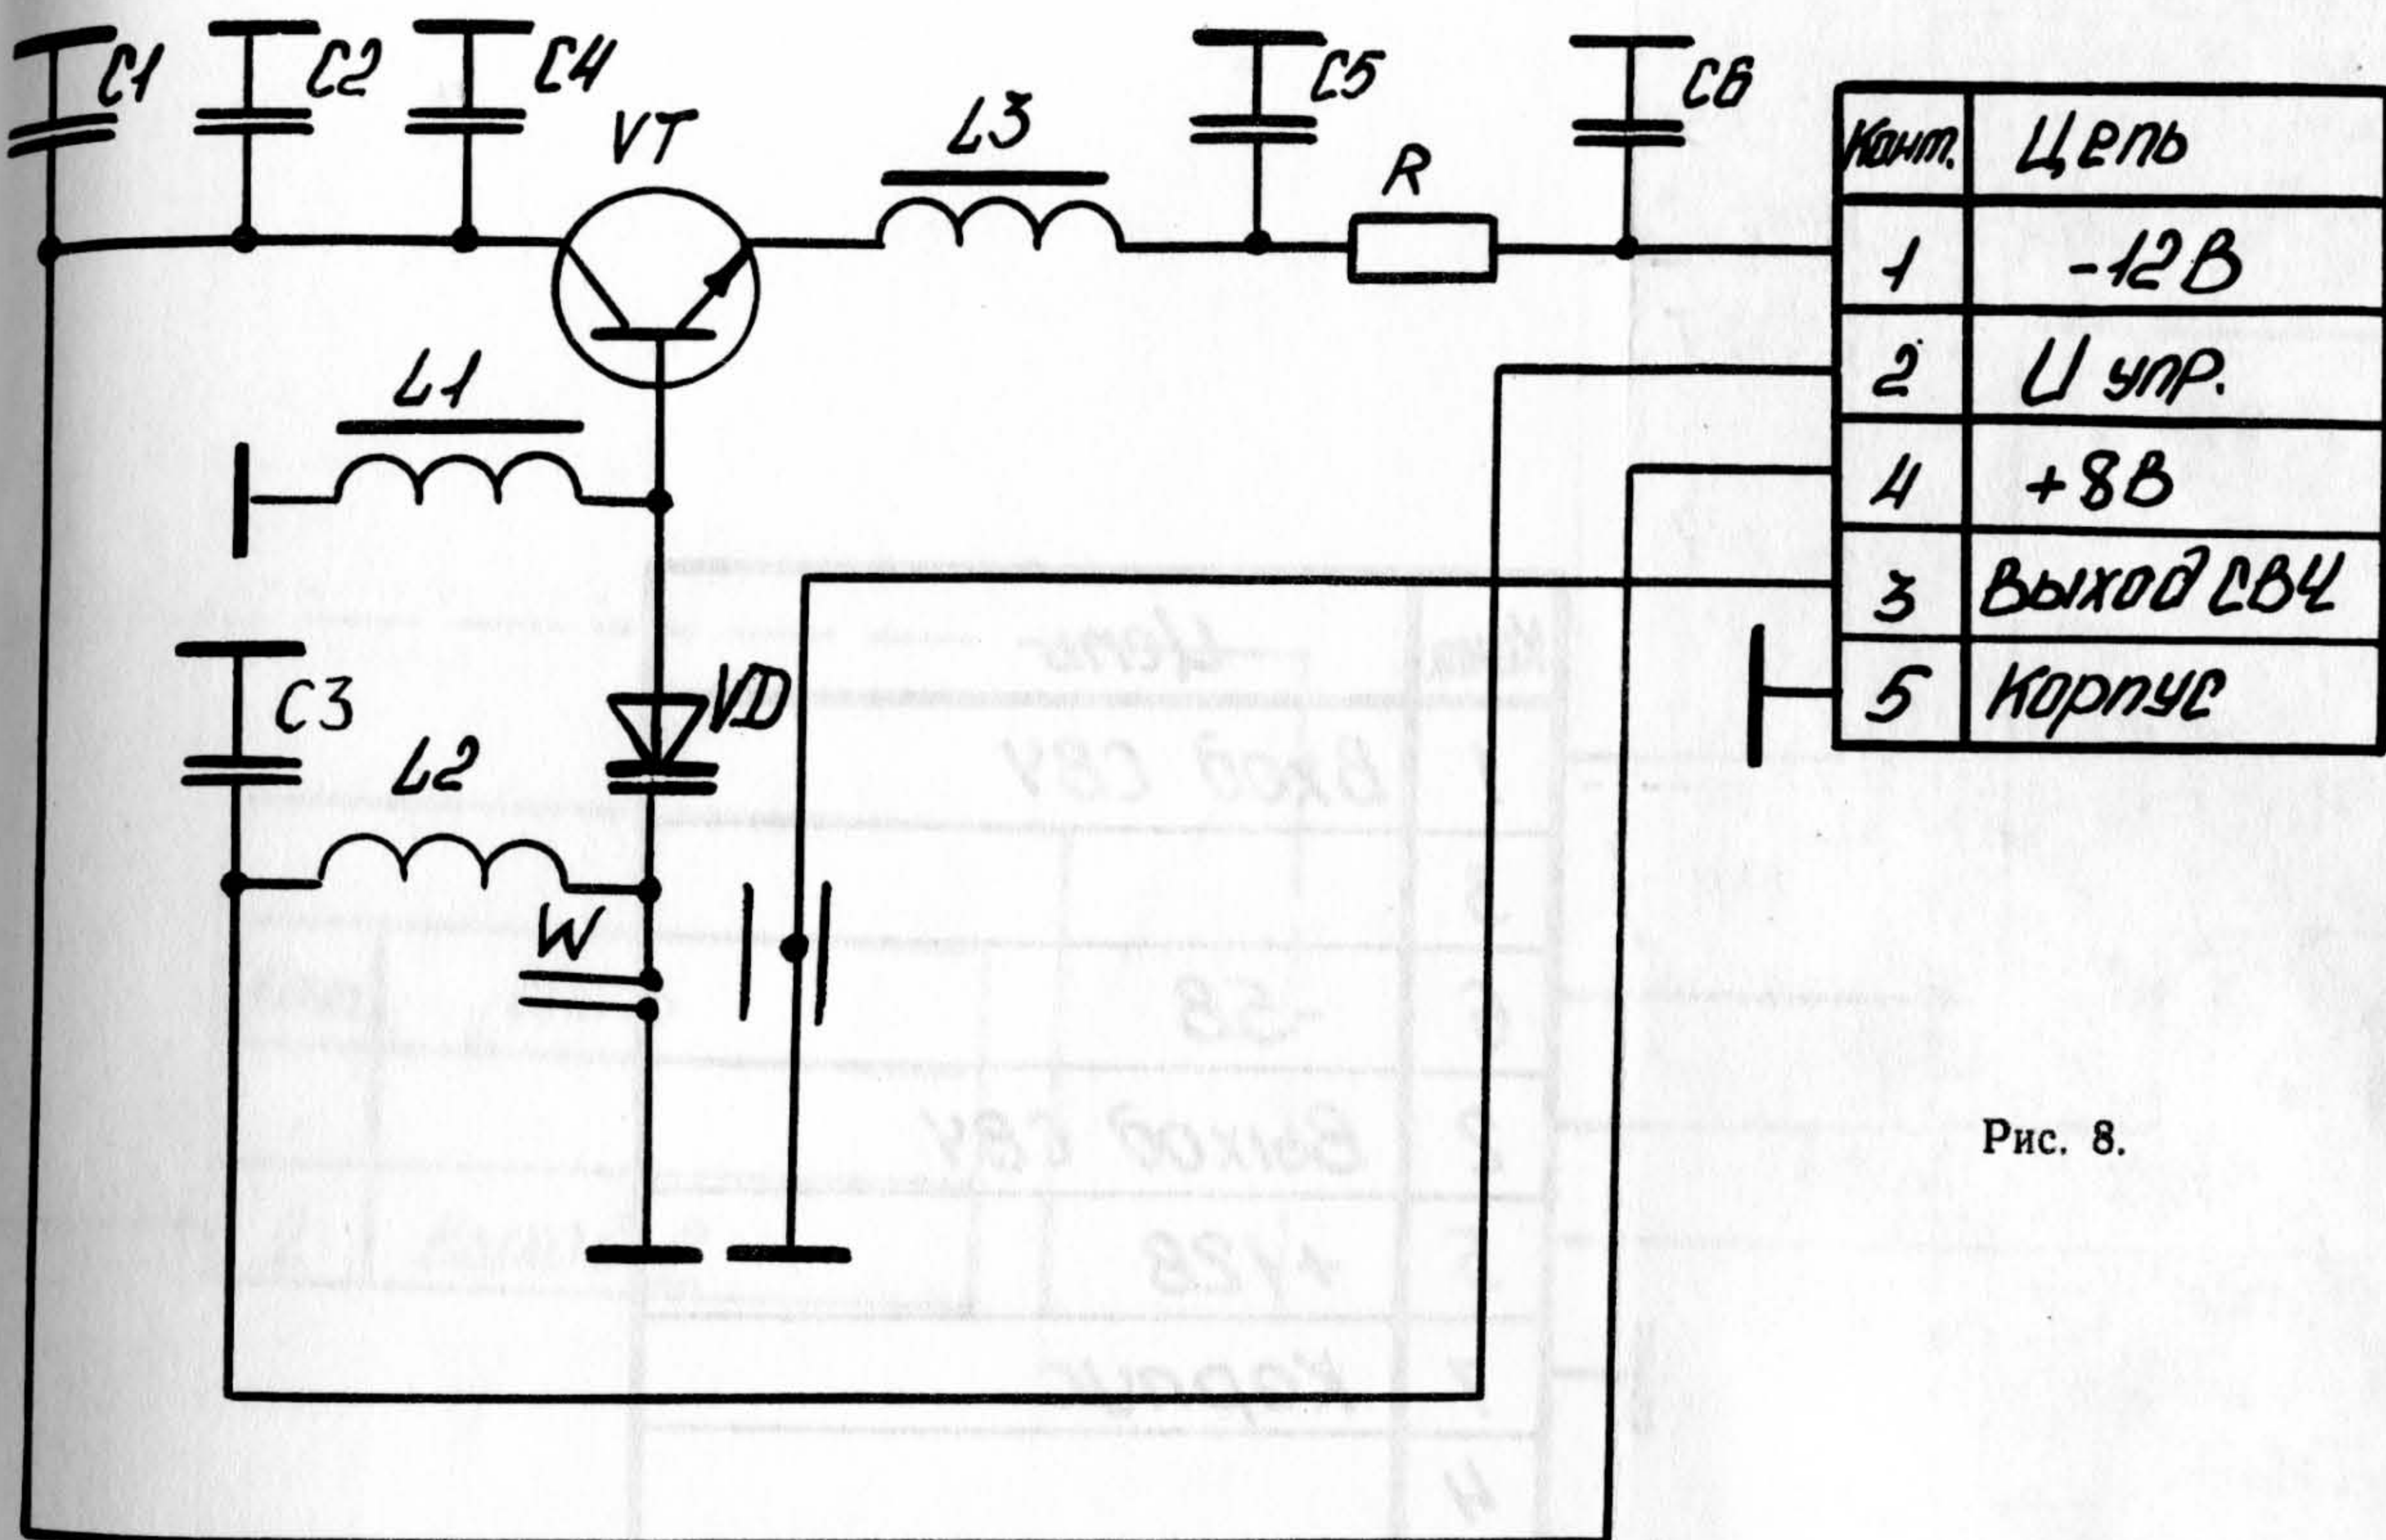 C1
C2
C4
VT
L3
C5
R
C6
Конт. Цепь
1 -12В
2 U упр.
4 +8В
3 Выход СВЧ
5 Корпус
L1
C3
VD
L2
W
Рис. 8.